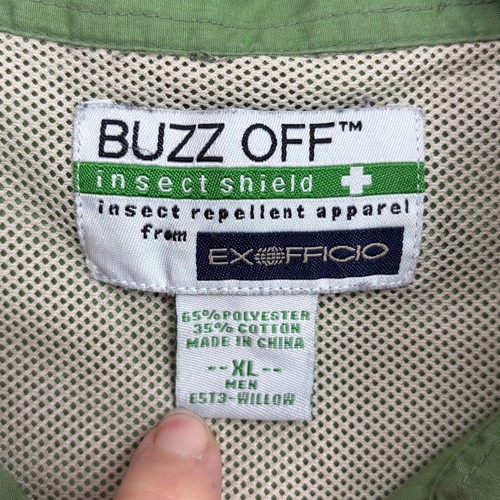 BUZZ OFF™
insect shield
insect repellent apparel
from EXOFFICIO
65% POLYESTER
35% COTTON
MADE IN CHINA
--XL--
MEN
EST3-WILLOW